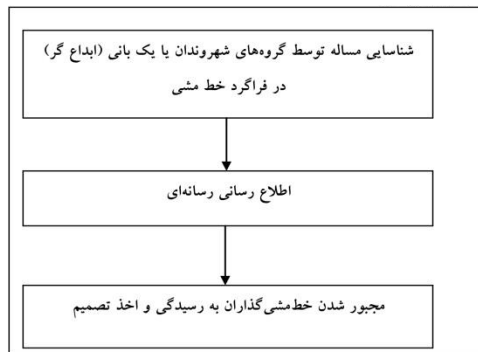 شناسایی مساله توسط گروه‌های شهروندان یا یک بانی (ابداع گر)
در فراگرد خط مشی
اطلاع رسانی رسانه‌ای
مجبور شدن خط‌مشی‌گذاران به رسیدگی و اخذ تصمیم